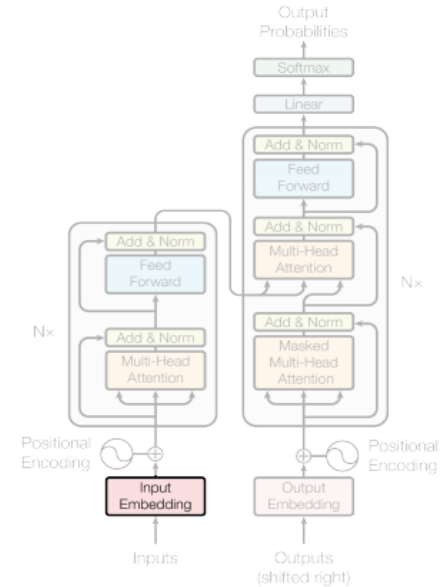 Output
Probabilities
Softmax
Linear
Add & Norm
Feed
Forward
Add & Norm
Multi-Head
Attention
Add & Norm
Masked
Multi-Head
Attention
N×
Positional
Encoding
Output
Embedding
Outputs
(shifted right)
Add & Norm
Feed
Forward
Add & Norm
Multi-Head
Attention
N×
Positional
Encoding
Input
Embedding
Inputs